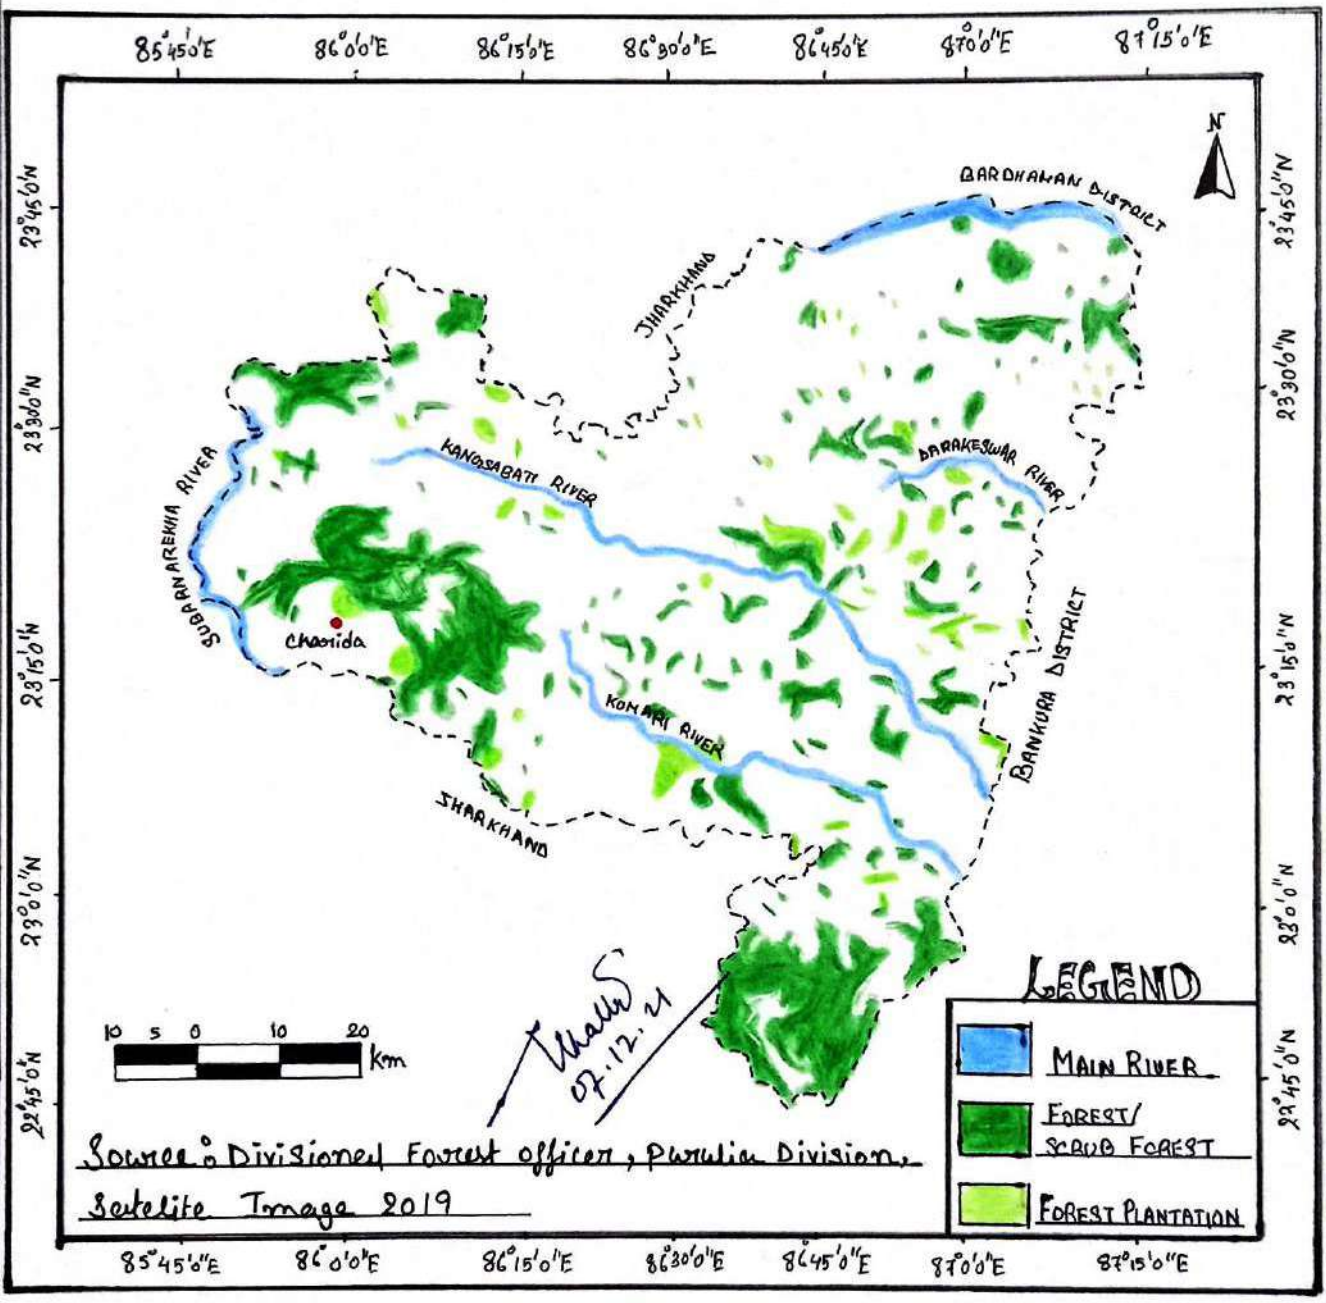 85°45'0"E 86°0'0"E 86°15'0"E 86°30'0"E 86°45'0"E 87°0'0"E 87°15'0"E
N
BARDHAMAN DISTRICT
23°45'0"N
23°45'0"N
JHARKHAND
23°30'0"N
23°30'0"N
SUBARNAREKHA RIVER
KANGSABATI RIVER
DARAKESWAR RIVER
Charida
23°15'0"N
23°15'0"N
KOMARI RIVER
BANKURA DISTRICT
JHARKHAND
23°0'0"N
23°0'0"N
07.12.21
LEGEND
MAIN RIVER
FOREST/
SCRUB FOREST
FOREST PLANTATION
10 5 0 10 20
km
22°45'0"N
22°45'0"N
Source: Divisioned Forest officer, Purulia Division,
Satelite Image 2019
85°45'0"E 86°0'0"E 86°15'0"E 86°30'0"E 86°45'0"E 87°0'0"E 87°15'0"E